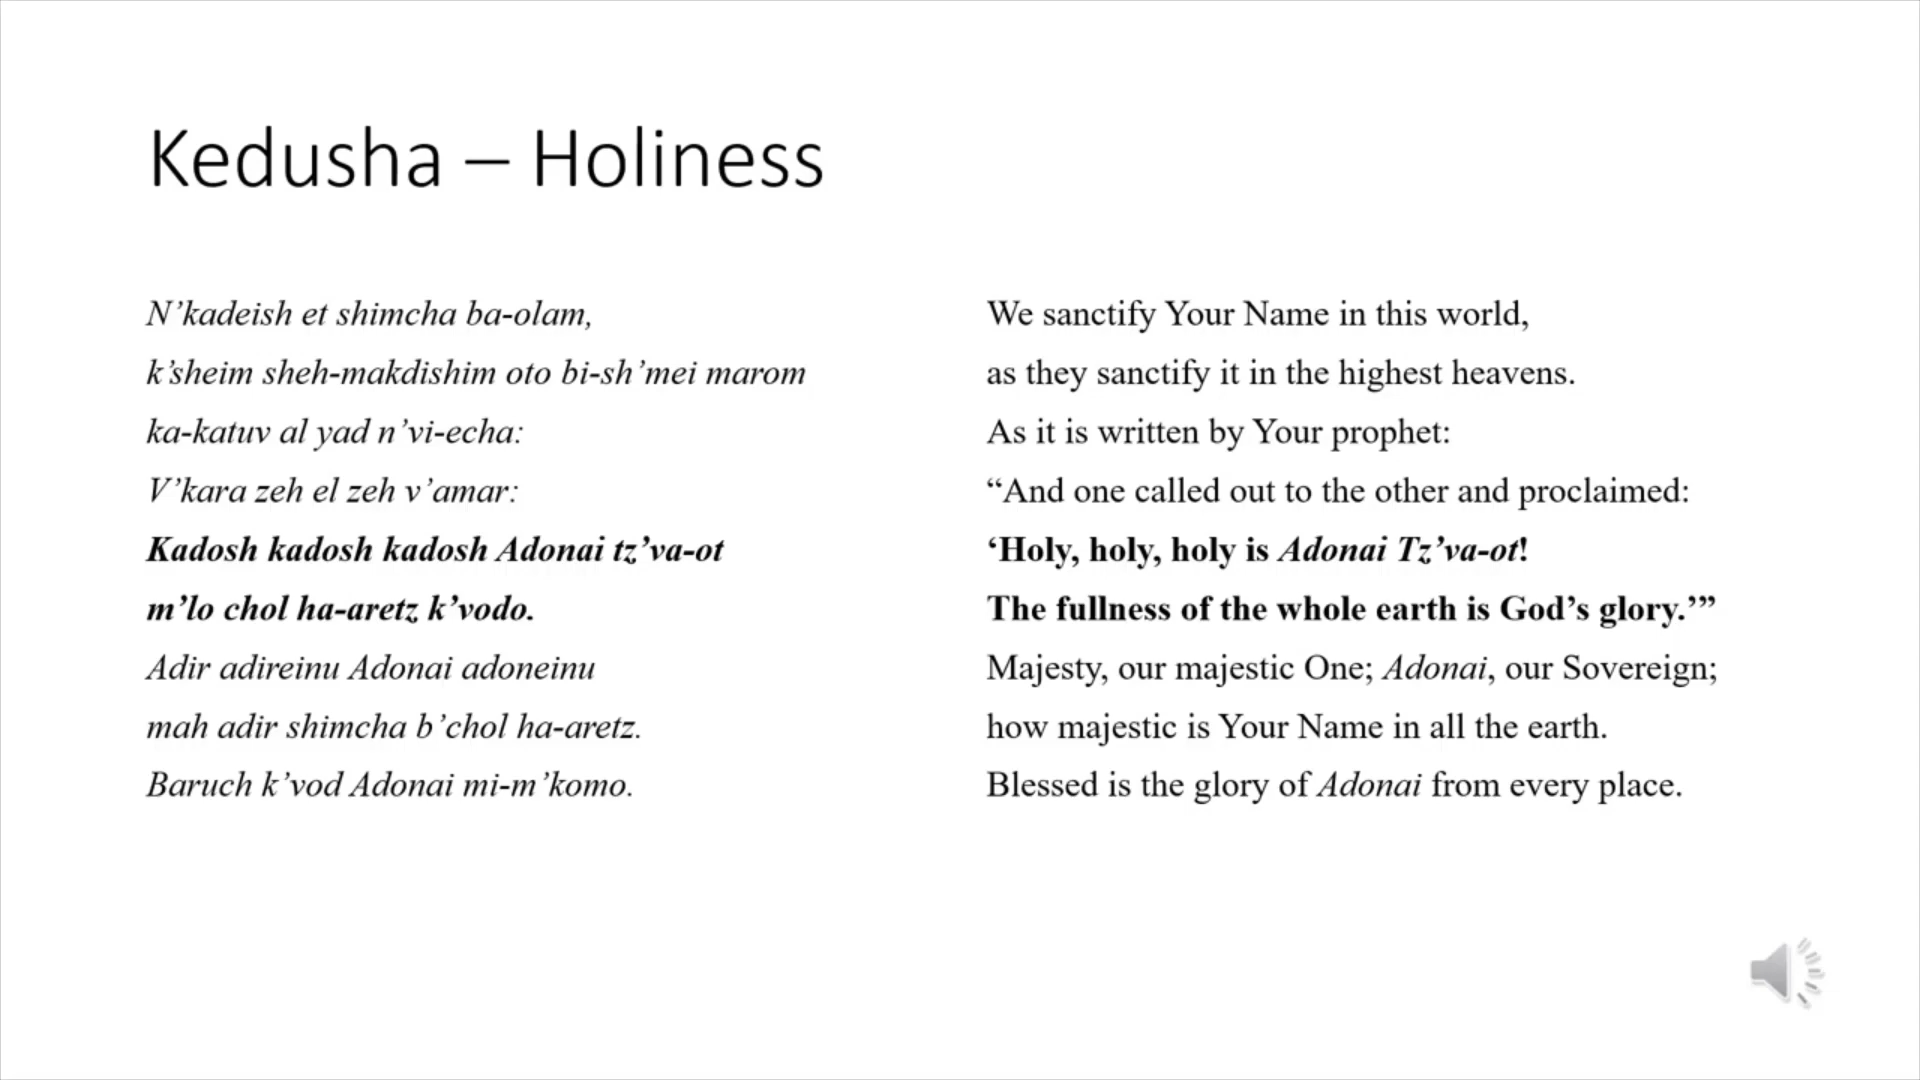 Kedusha – Holiness
N’kadeish et shimcha ba-olam,
k’sheim sheh-makdishim oto bi-sh’mei marom
ka-katuv al yad n’vi-echa:
V’kara zeh el zeh v’amar:
Kadosh kadosh kadosh Adonai tz’va-ot
m’lo chol ha-aretz k’vodo.
Adir adireinu Adonai adoneinu
mah adir shimcha b’chol ha-aretz.
Baruch k’vod Adonai mi-m’komo.
We sanctify Your Name in this world,
as they sanctify it in the highest heavens.
As it is written by Your prophet:
“And one called out to the other and proclaimed:
‘Holy, holy, holy is Adonai Tz’va-ot!
The fullness of the whole earth is God’s glory.’”
Majesty, our majestic One; Adonai, our Sovereign;
how majestic is Your Name in all the earth.
Blessed is the glory of Adonai from every place.